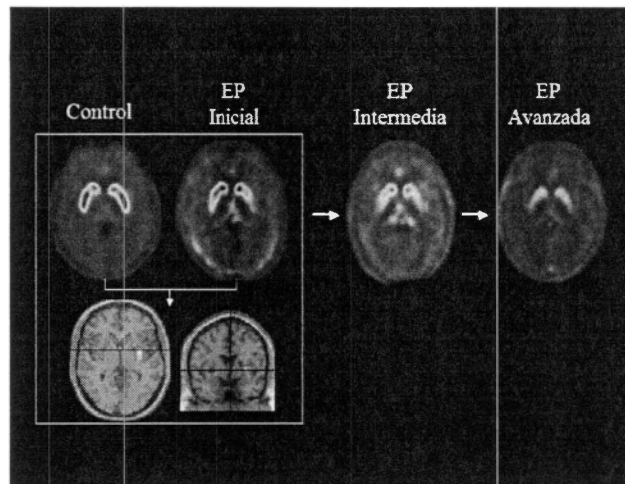 Control
EP
Inicial
EP
Intermedia
EP
Avanzada